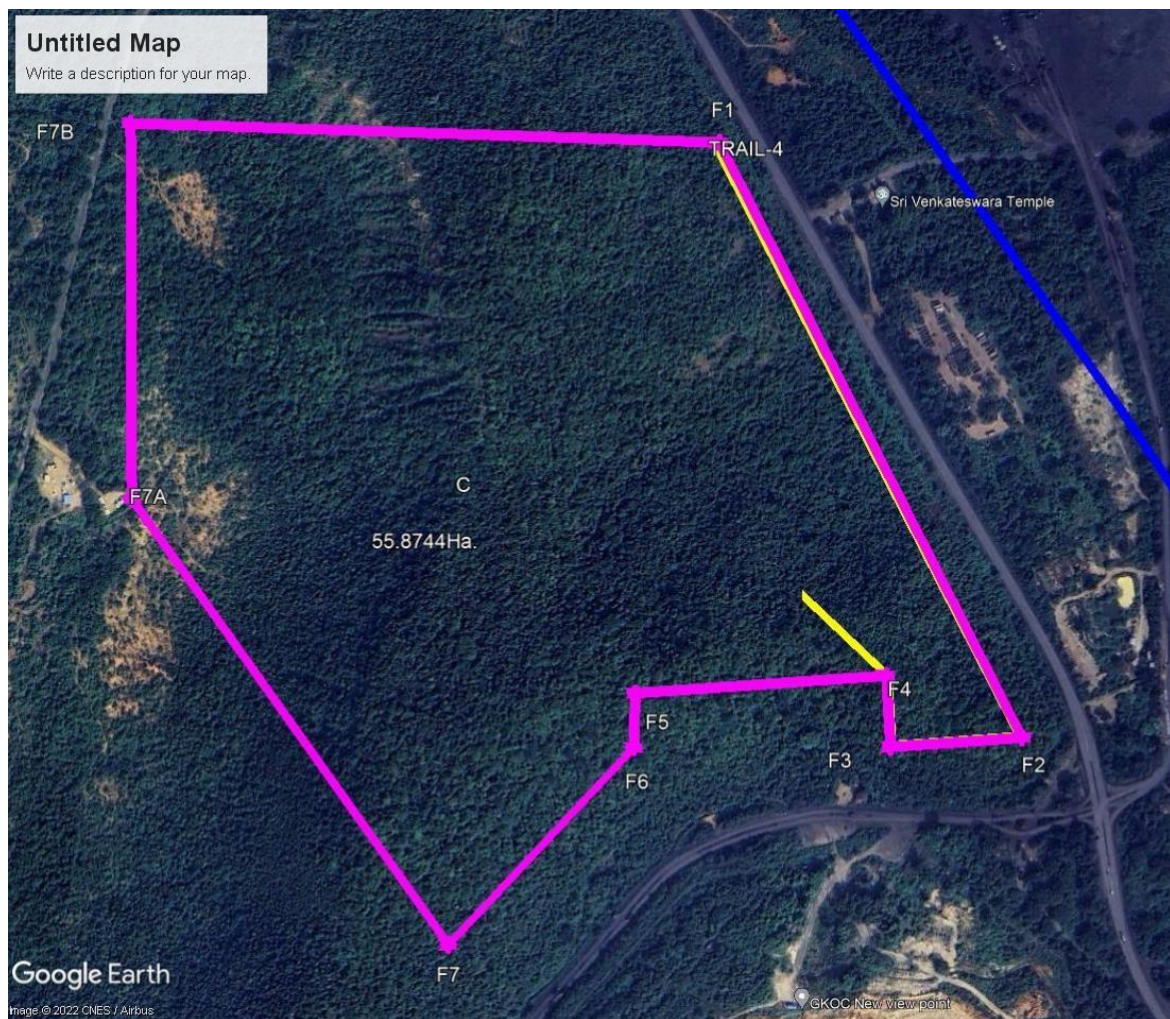 Untitled Map
Write a description for your map.
F7B
F1
TRAIL-4
Sri Venkateswara Temple
F7A
C
55.8744Ha.
F4
F5
F3
F2
F6
F7
Google Earth
Image © 2022 CNES / Airbus
GKOC New view point